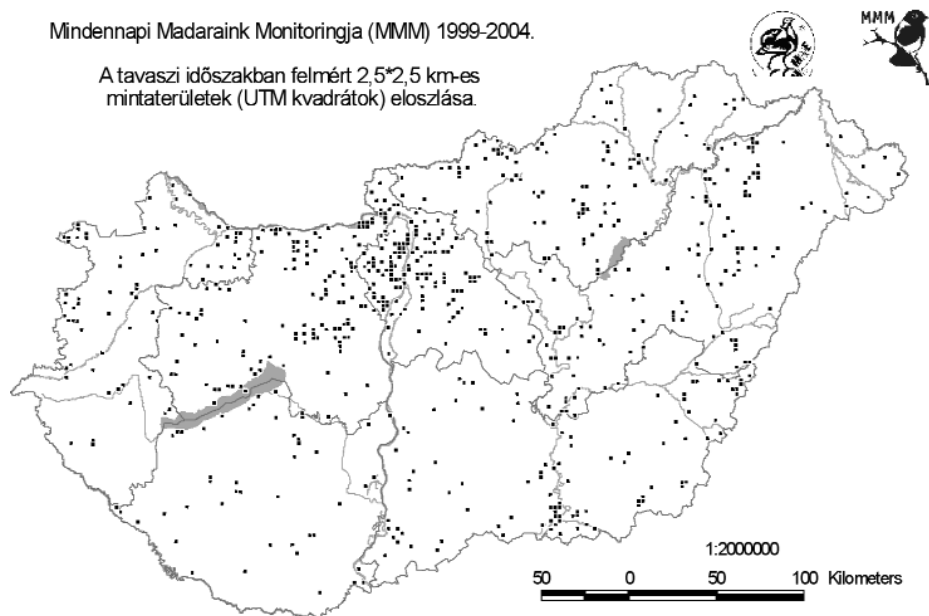 Mindennapi Madaraink Monitoringja (MMM) 1999-2004.
MMM
A tavaszi időszakban felmért 2,5*2,5 km-es
mintaterületek (UTM kvadrátok) eloszlása.
1:2000000
50 0 50 100 Kilometers